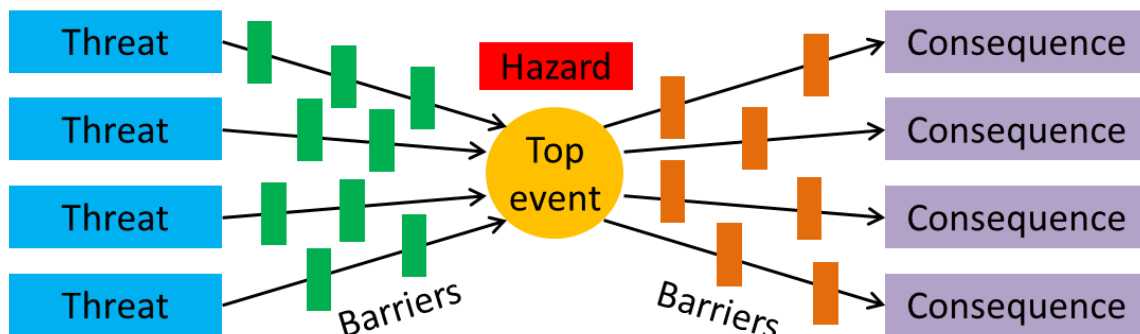 Threat
Threat
Threat
Threat
Barriers
Hazard
Top
event
Barriers
Consequence
Consequence
Consequence
Consequence